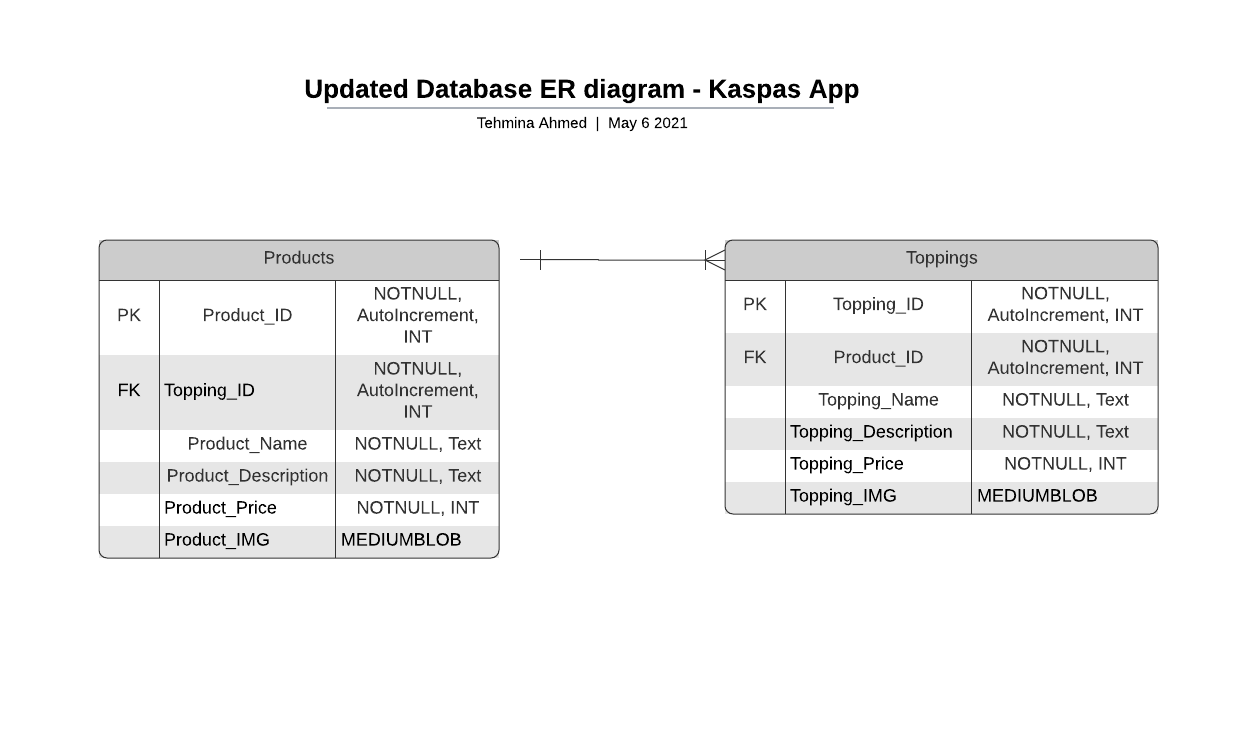 Updated Database ER diagram - Kaspas App
Tehmina Ahmed | May 6 2021
Products
PK Product_ID NOTNULL,
AutoIncrement,
INT
FK Topping_ID NOTNULL,
AutoIncrement,
INT
Product_Name NOTNULL, Text
Product_Description NOTNULL, Text
Product_Price NOTNULL, INT
Product_IMG MEDIUMBLOB
Toppings
PK Topping_ID NOTNULL,
AutoIncrement, INT
FK Product_ID NOTNULL,
AutoIncrement, INT
Topping_Name NOTNULL, Text
Topping_Description NOTNULL, Text
Topping_Price NOTNULL, INT
Topping_IMG MEDIUMBLOB